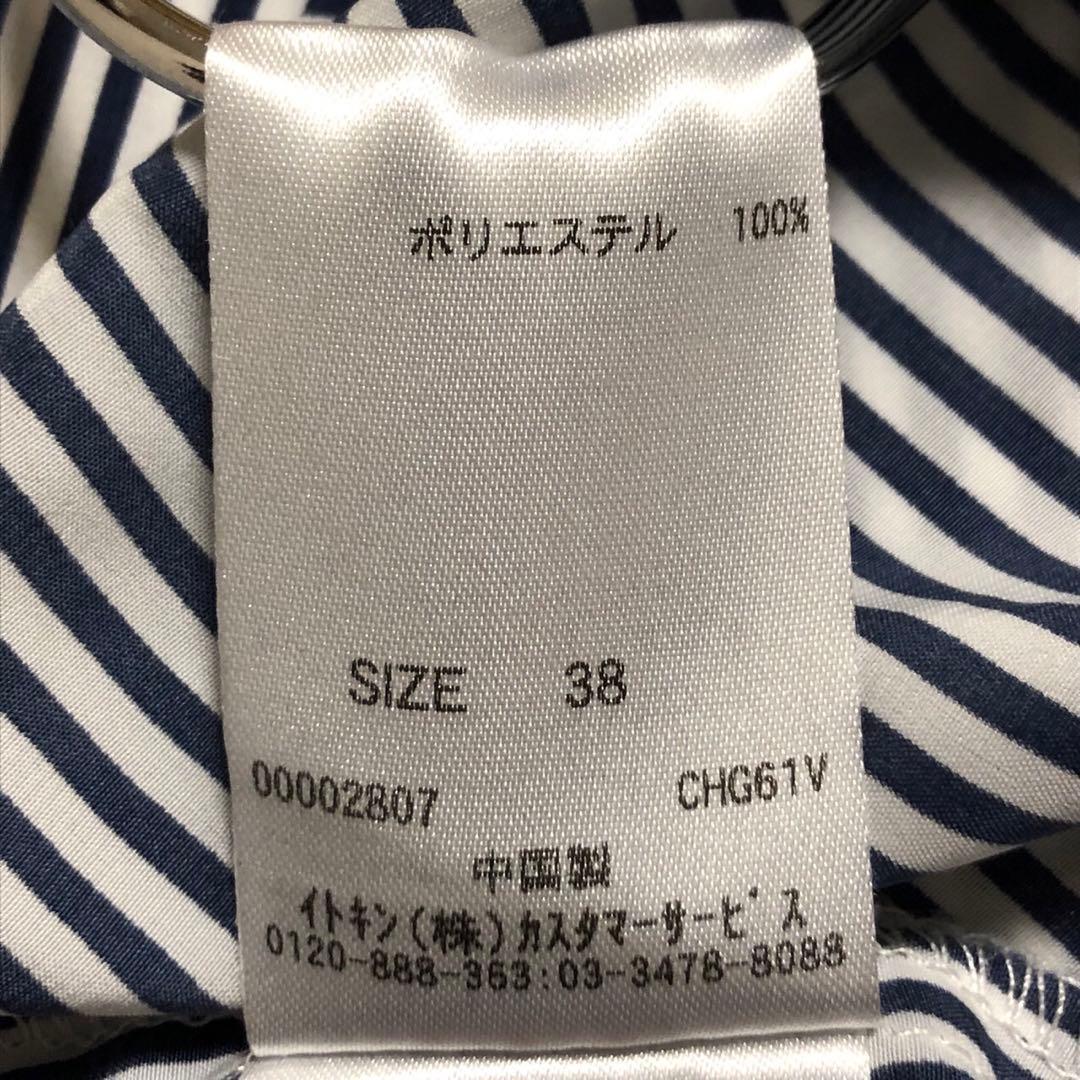 ポリエステル 100%
SIZE 38
00002807 CHG61V
中国製
イトキン(株)カスタマーサービス
0120-888-363:03-3478-8088